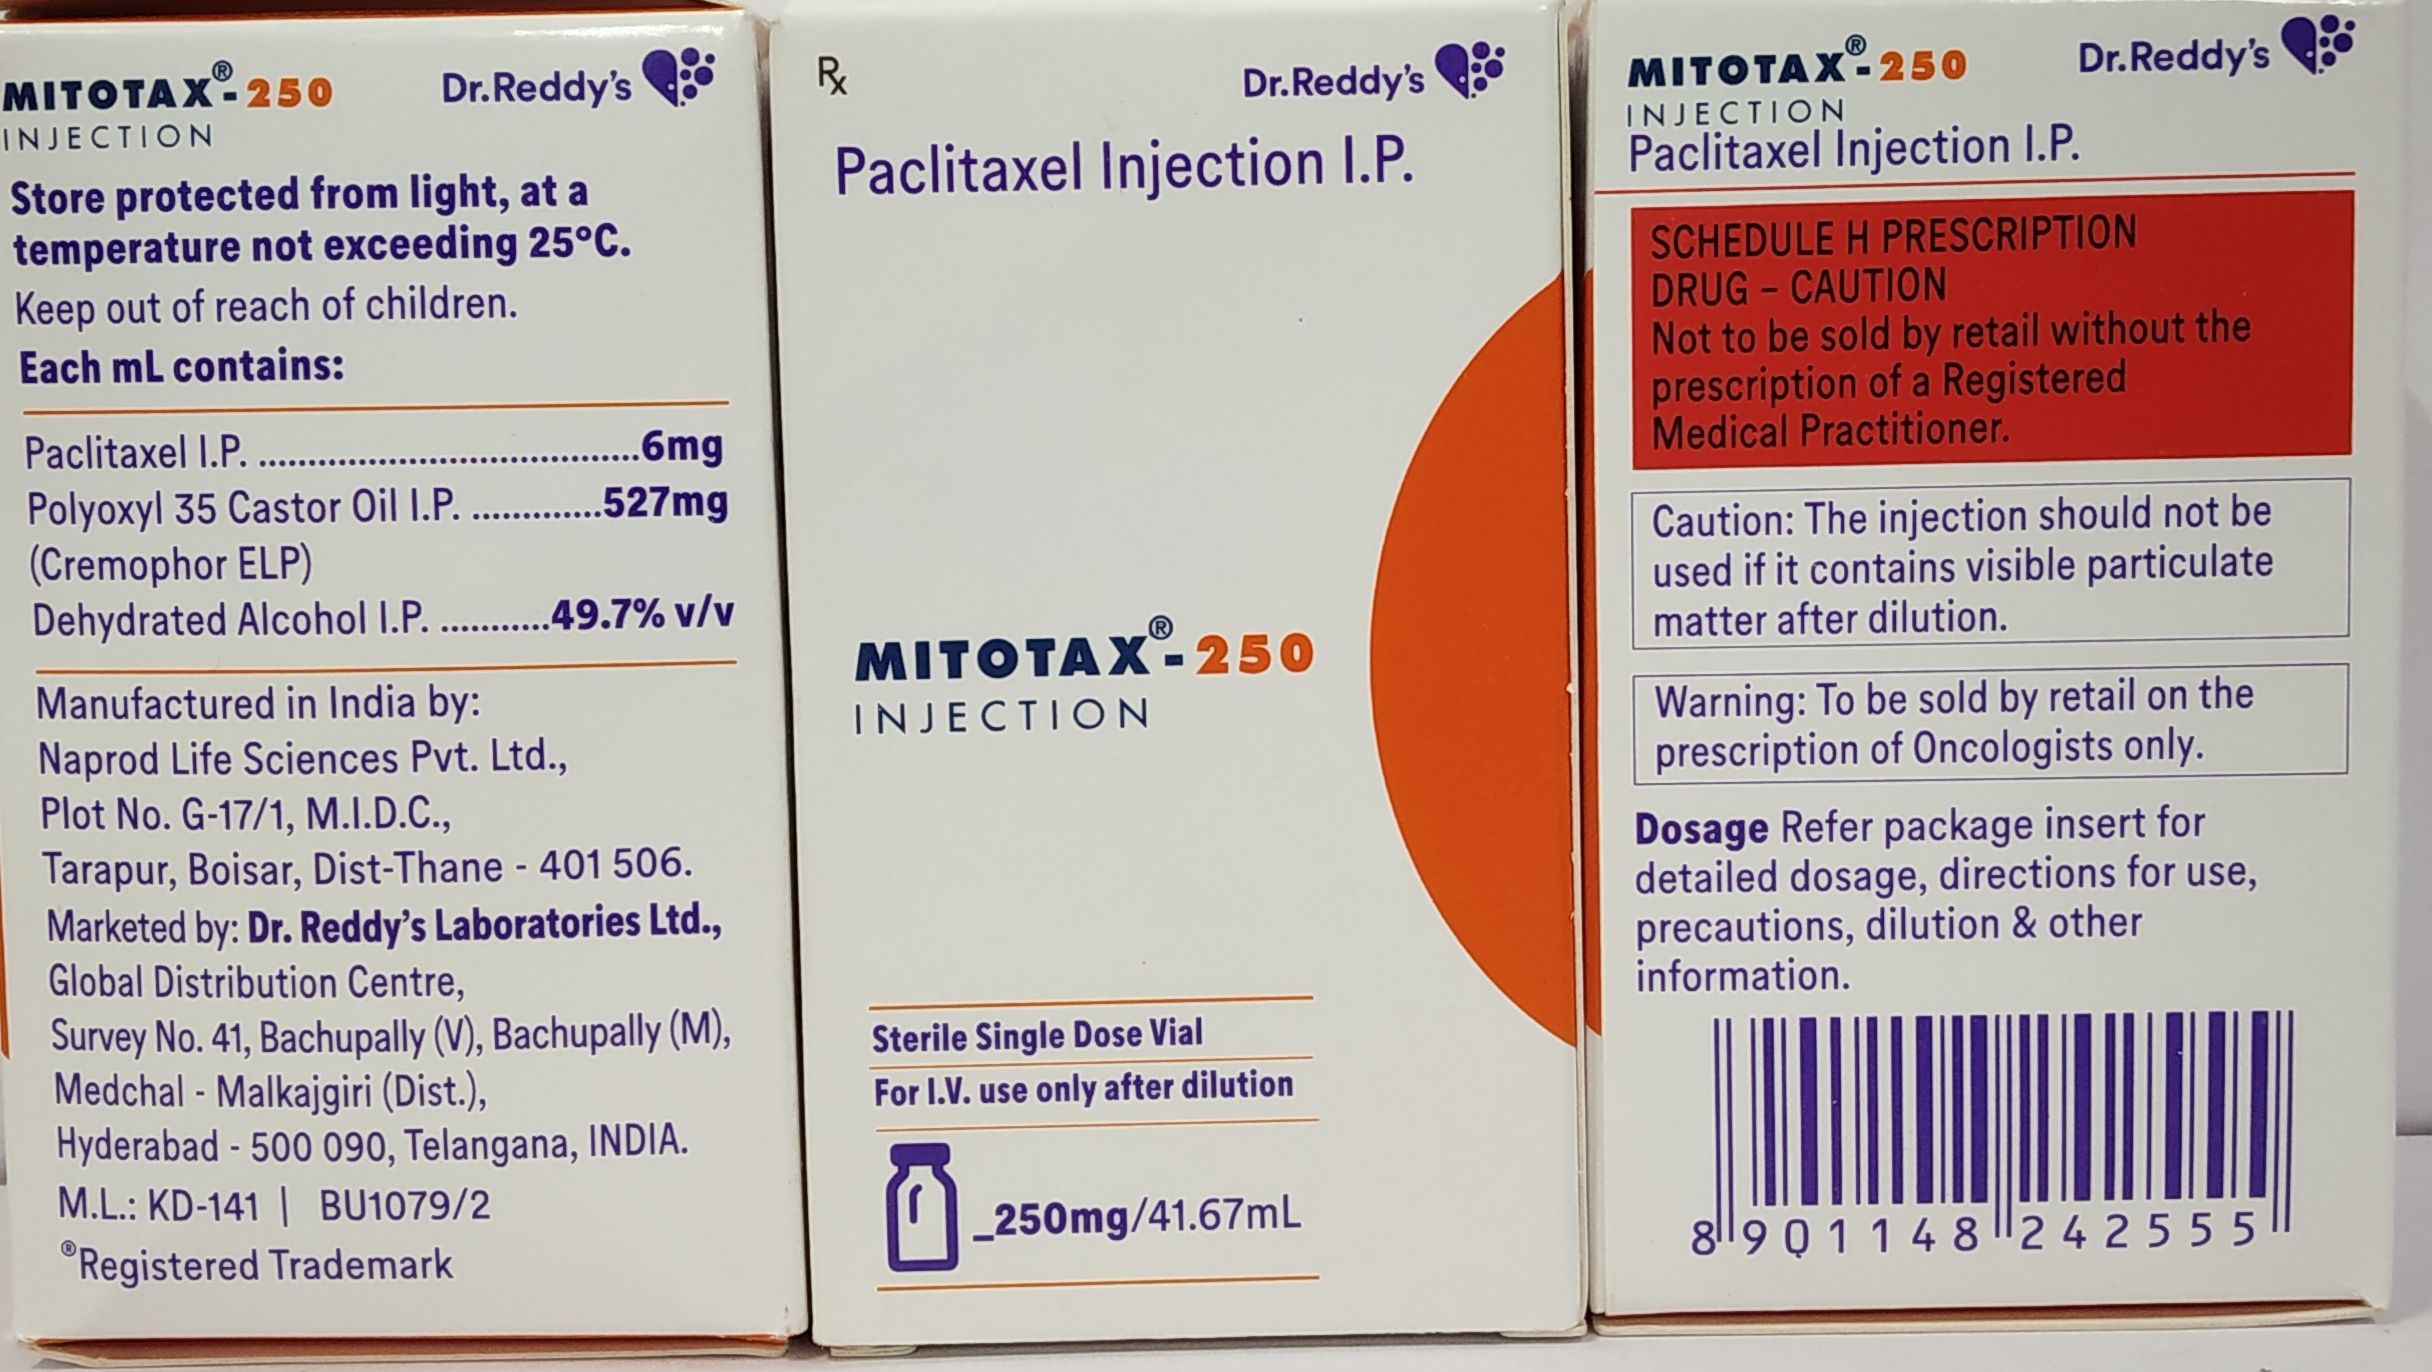 MITOTAX®-250
Dr.Reddy's
INJECTION
Store protected from light, at a
temperature not exceeding 25°C.
Keep out of reach of children.
Each mL contains:
Paclitaxel I.P. ......................................6mg
Polyoxyl 35 Castor Oil I.P. .............527mg
(Cremophor ELP)
Dehydrated Alcohol I.P. ...........49.7% v/v
Manufactured in India by:
Naprod Life Sciences Pvt. Ltd.,
Plot No. G-17/1, M.I.D.C.,
Tarapur, Boisar, Dist-Thane - 401 506.
Marketed by: Dr. Reddy's Laboratories Ltd.,
Global Distribution Centre,
Survey No. 41, Bachupally (V), Bachupally (M),
Medchal - Malkajgiri (Dist.),
Hyderabad - 500 090, Telangana, INDIA.
M.L.: KD-141 | BU1079/2
®Registered Trademark
Rx
Dr.Reddy's
Paclitaxel Injection I.P.
MITOTAX®-250
INJECTION
Sterile Single Dose Vial
For I.V. use only after dilution
_250mg/41.67mL
MITOTAX®-250
Dr.Reddy's
INJECTION
Paclitaxel Injection I.P.
SCHEDULE H PRESCRIPTION
DRUG – CAUTION
Not to be sold by retail without the
prescription of a Registered
Medical Practitioner.
Caution: The injection should not be
used if it contains visible particulate
matter after dilution.
Warning: To be sold by retail on the
prescription of Oncologists only.
Dosage Refer package insert for
detailed dosage, directions for use,
precautions, dilution & other
information.
8 901148 242555